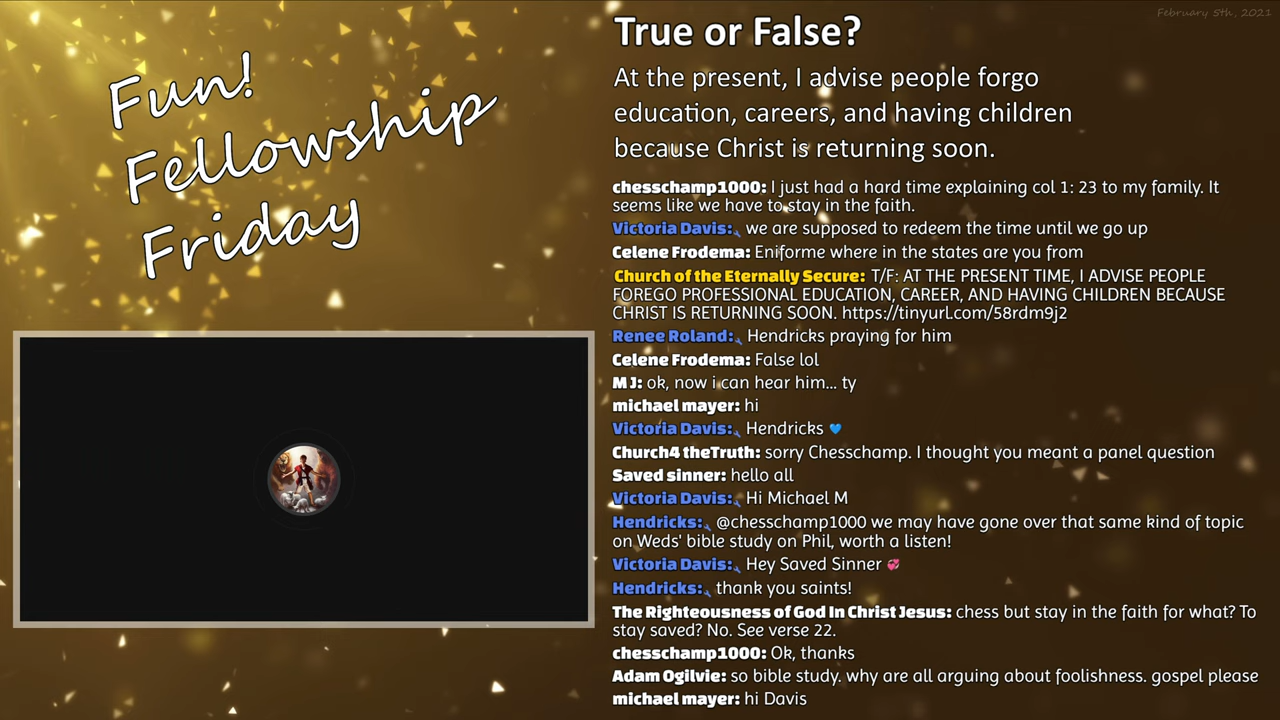 February 5th, 2021
Fun!
Fellowship
Friday
True or False?
At the present, I advise people forgo
education, careers, and having children
because Christ is returning soon.
chesschamp1000: I just had a hard time explaining col 1: 23 to my family. It
seems like we have to stay in the faith.
Victoria Davis: we are supposed to redeem the time until we go up
Celene Frodema: Eniforme where in the states are you from
Church of the Eternally Secure: T/F: AT THE PRESENT TIME, I ADVISE PEOPLE
FOREGO PROFESSIONAL EDUCATION, CAREER, AND HAVING CHILDREN BECAUSE
CHRIST IS RETURNING SOON. https://tinyurl.com/58rdm9j2
Renee Roland: Hendricks praying for him
Celene Frodema: False lol
M J: ok, now i can hear him... ty
michael mayer: hi
Victoria Davis: Hendricks 💙
Church4 theTruth: sorry Chesschamp. I thought you meant a panel question
Saved sinner: hello all
Victoria Davis: Hi Michael M
Hendricks: @chesschamp1000 we may have gone over that same kind of topic
on Weds' bible study on Phil, worth a listen!
Victoria Davis: Hey Saved Sinner 💞
Hendricks: thank you saints!
The Righteousness of God In Christ Jesus: chess but stay in the faith for what? To
stay saved? No. See verse 22.
chesschamp1000: Ok, thanks
Adam Ogilvie: so bible study. why are all arguing about foolishness. gospel please
michael mayer: hi Davis